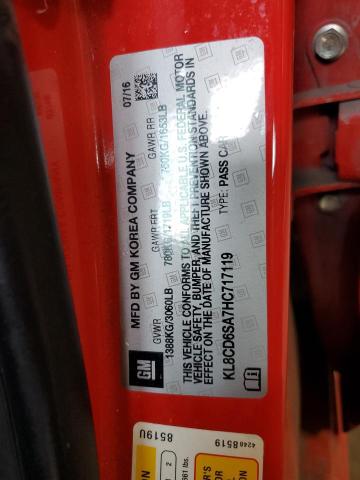 MFD BY GM KOREA COMPANY 07/16
GVWR GAWR FRT GAWR RR
1388KG/3060LB 780KG/1719LB 750KG/1653LB
THIS VEHICLE CONFORMS TO ALL APPLICABLE U.S. FEDERAL MOTOR
VEHICLE SAFETY, BUMPER, AND THEFT PREVENTION STANDARDS IN
EFFECT ON THE DATE OF MANUFACTURE SHOWN ABOVE.
KL8CD6SA7HC717119 TYPE: PASS CAR
GM
8519U
42488519
2